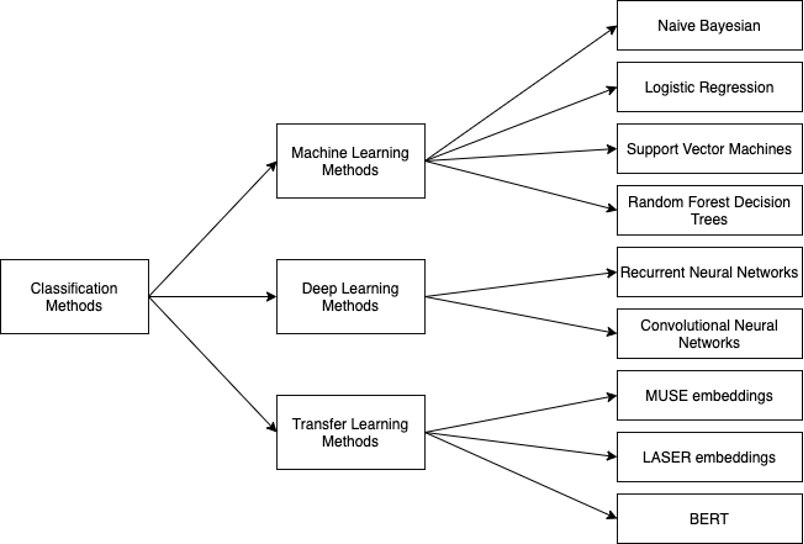 Classification
Methods
Machine Learning
Methods
Deep Learning
Methods
Transfer Learning
Methods
Naive Bayesian
Logistic Regression
Support Vector Machines
Random Forest Decision
Trees
Recurrent Neural Networks
Convolutional Neural
Networks
MUSE embeddings
LASER embeddings
BERT